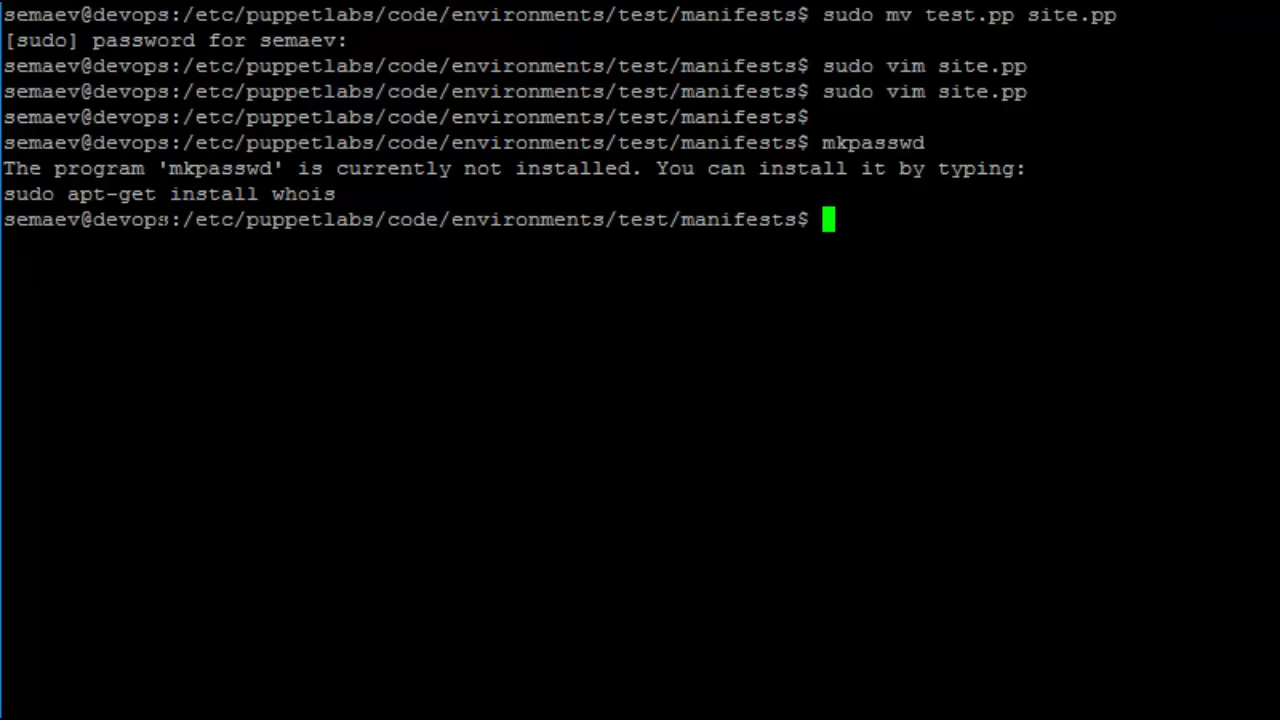 semaev@devops:/etc/puppetlabs/code/environments/test/manifests$ sudo mv test.pp site.pp
[sudo] password for semaev:
semaev@devops:/etc/puppetlabs/code/environments/test/manifests$ sudo vim site.pp
semaev@devops:/etc/puppetlabs/code/environments/test/manifests$ sudo vim site.pp
semaev@devops:/etc/puppetlabs/code/environments/test/manifests$
semaev@devops:/etc/puppetlabs/code/environments/test/manifests$ mkpasswd
The program 'mkpasswd' is currently not installed. You can install it by typing:
sudo apt-get install whois
semaev@devops:/etc/puppetlabs/code/environments/test/manifests$